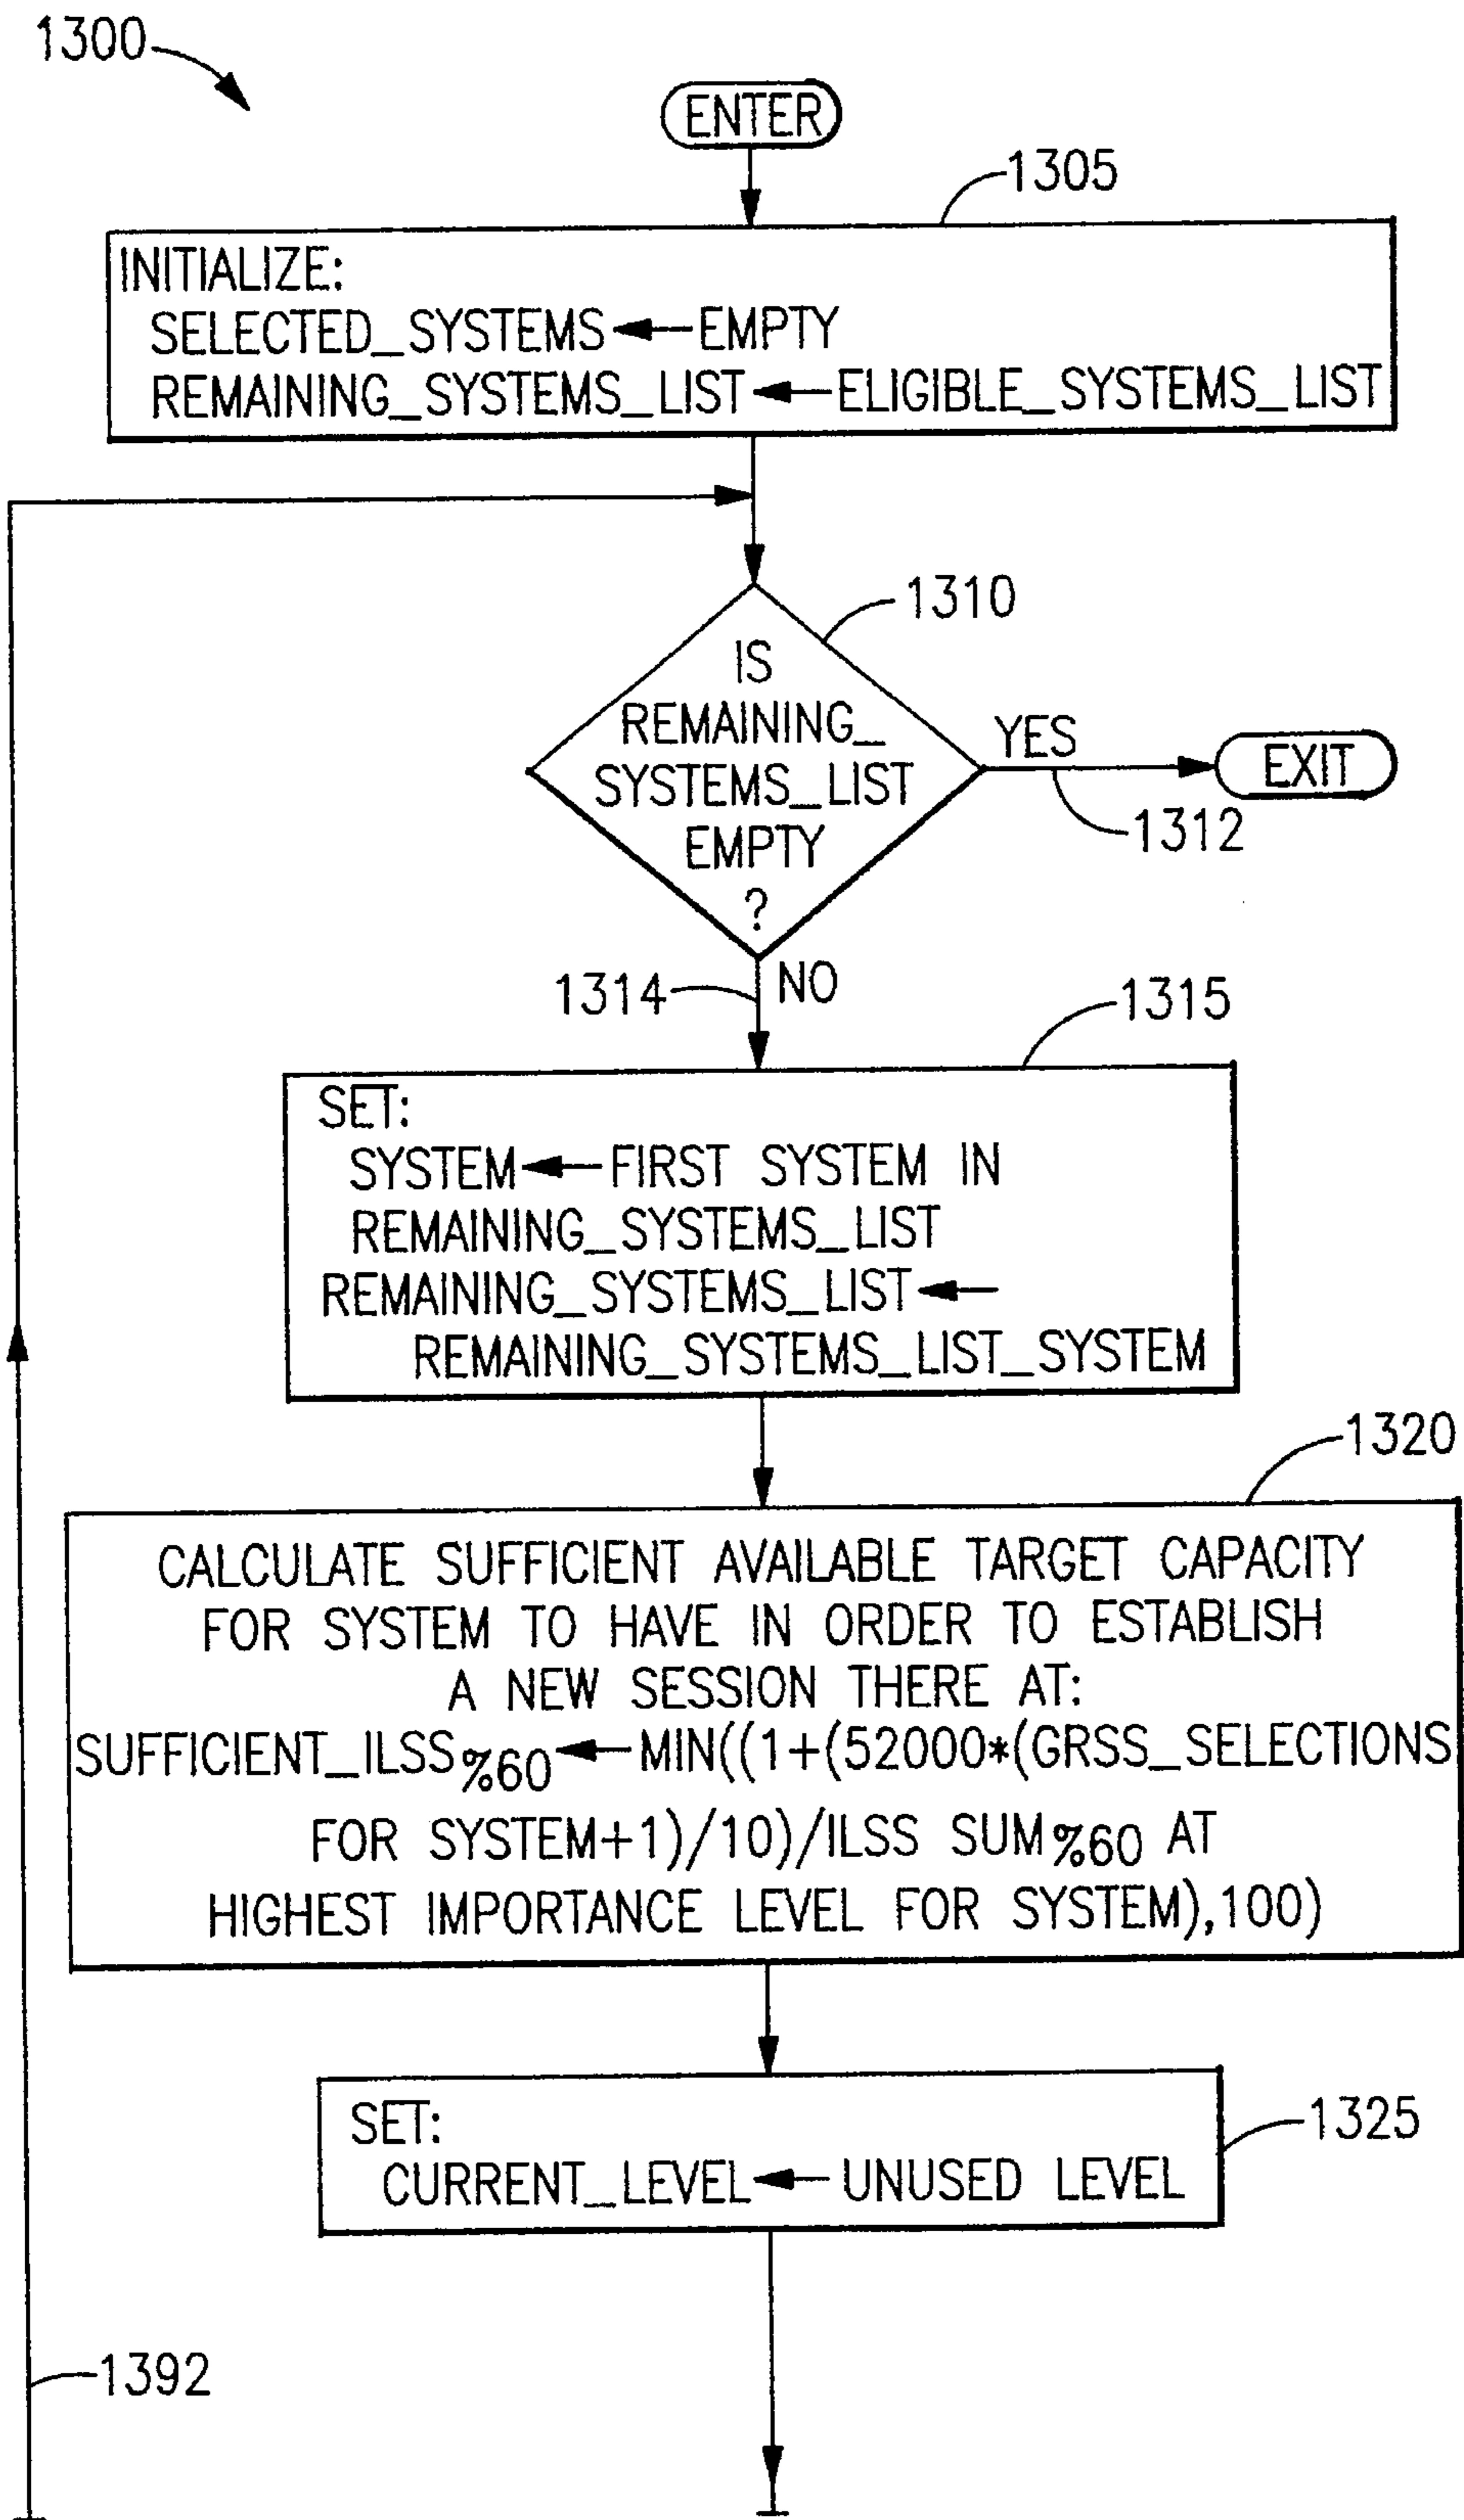 1300
ENTER
1305
INITIALIZE:
SELECTED_SYSTEMS←EMPTY
REMAINING_SYSTEMS_LIST←ELIGIBLE_SYSTEMS_LIST
1310
IS
REMAINING_
SYSTEMS_LIST
EMPTY
?
YES
EXIT
1312
1314
NO
1315
SET:
SYSTEM←FIRST SYSTEM IN
REMAINING_SYSTEMS_LIST
REMAINING_SYSTEMS_LIST←
REMAINING_SYSTEMS_LIST_SYSTEM
1320
CALCULATE SUFFICIENT AVAILABLE TARGET CAPACITY
FOR SYSTEM TO HAVE IN ORDER TO ESTABLISH
A NEW SESSION THERE AT:
SUFFICIENT_ILSS%60←MIN((1+(52000*(GRSS_SELECTIONS
FOR SYSTEM+1)/10)/ILSS SUM%60 AT
HIGHEST IMPORTANCE LEVEL FOR SYSTEM),100)
SET:
CURRENT_LEVEL←UNUSED LEVEL
1325
1392